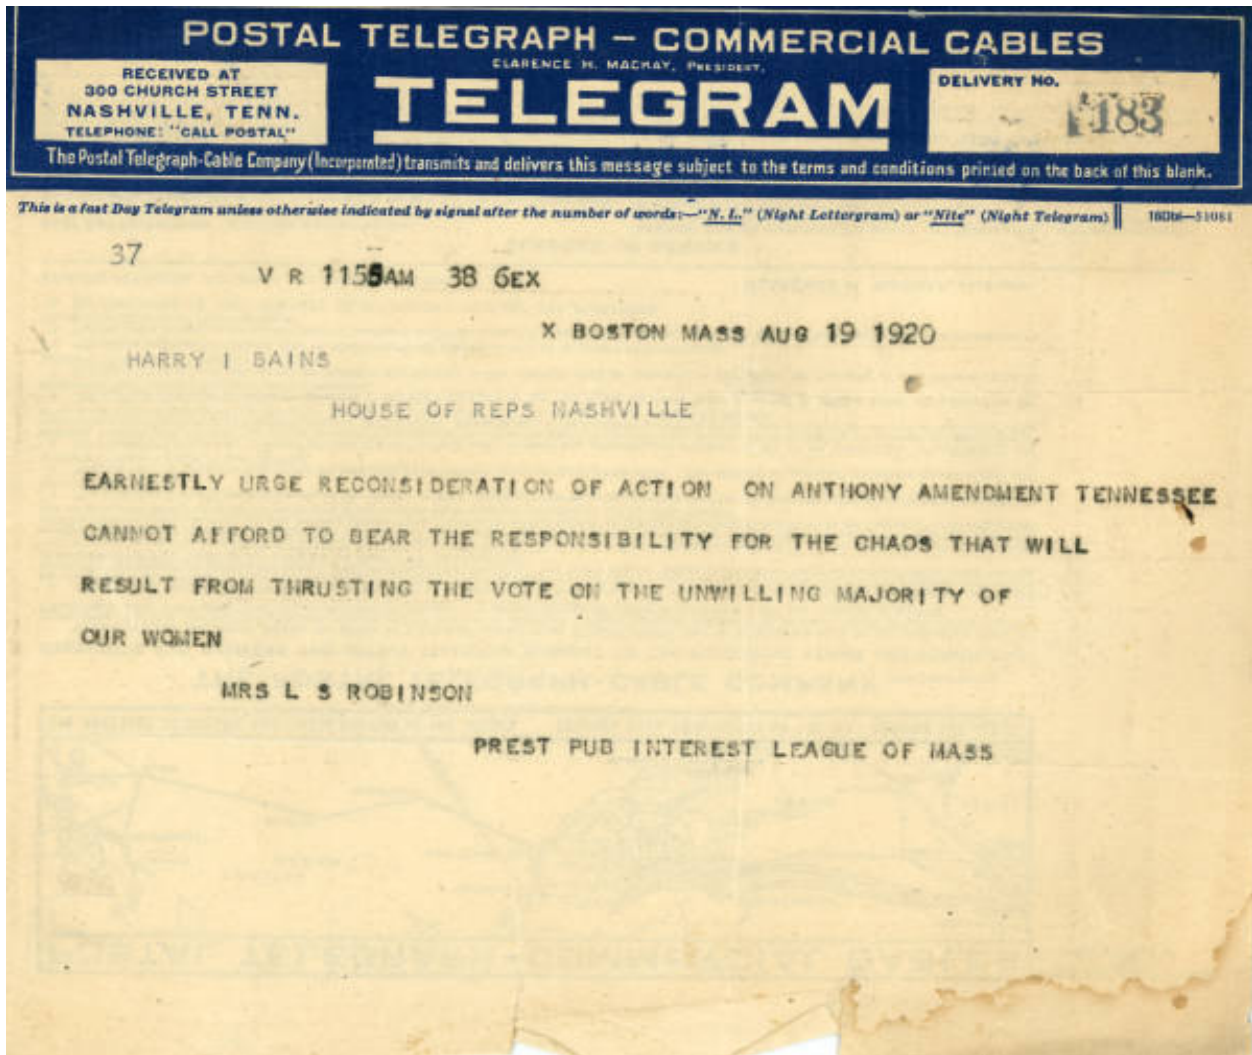 POSTAL TELEGRAPH – COMMERCIAL CABLES
CLARENCE H. MACKAY, PRESIDENT.
RECEIVED AT
300 CHURCH STREET
NASHVILLE, TENN.
TELEPHONE: "CALL POSTAL"
TELEGRAM
DELIVERY NO.
183
The Postal Telegraph-Cable Company (Incorporated) transmits and delivers this message subject to the terms and conditions printed on the back of this blank.
This is a fast Day Telegram unless otherwise indicated by signal after the number of words:—"N. L." (Night Lettergram) or "Nite" (Night Telegram)
37
V R 1155AM 38 6EX
X BOSTON MASS AUG 19 1920
HARRY I BAINS
HOUSE OF REPS NASHVILLE
EARNESTLY URGE RECONSIDERATION OF ACTION ON ANTHONY AMENDMENT TENNESSEE
CANNOT AFFORD TO BEAR THE RESPONSIBILITY FOR THE CHAOS THAT WILL
RESULT FROM THRUSTING THE VOTE ON THE UNWILLING MAJORITY OF
OUR WOMEN
MRS L S ROBINSON
PREST PUB INTEREST LEAGUE OF MASS